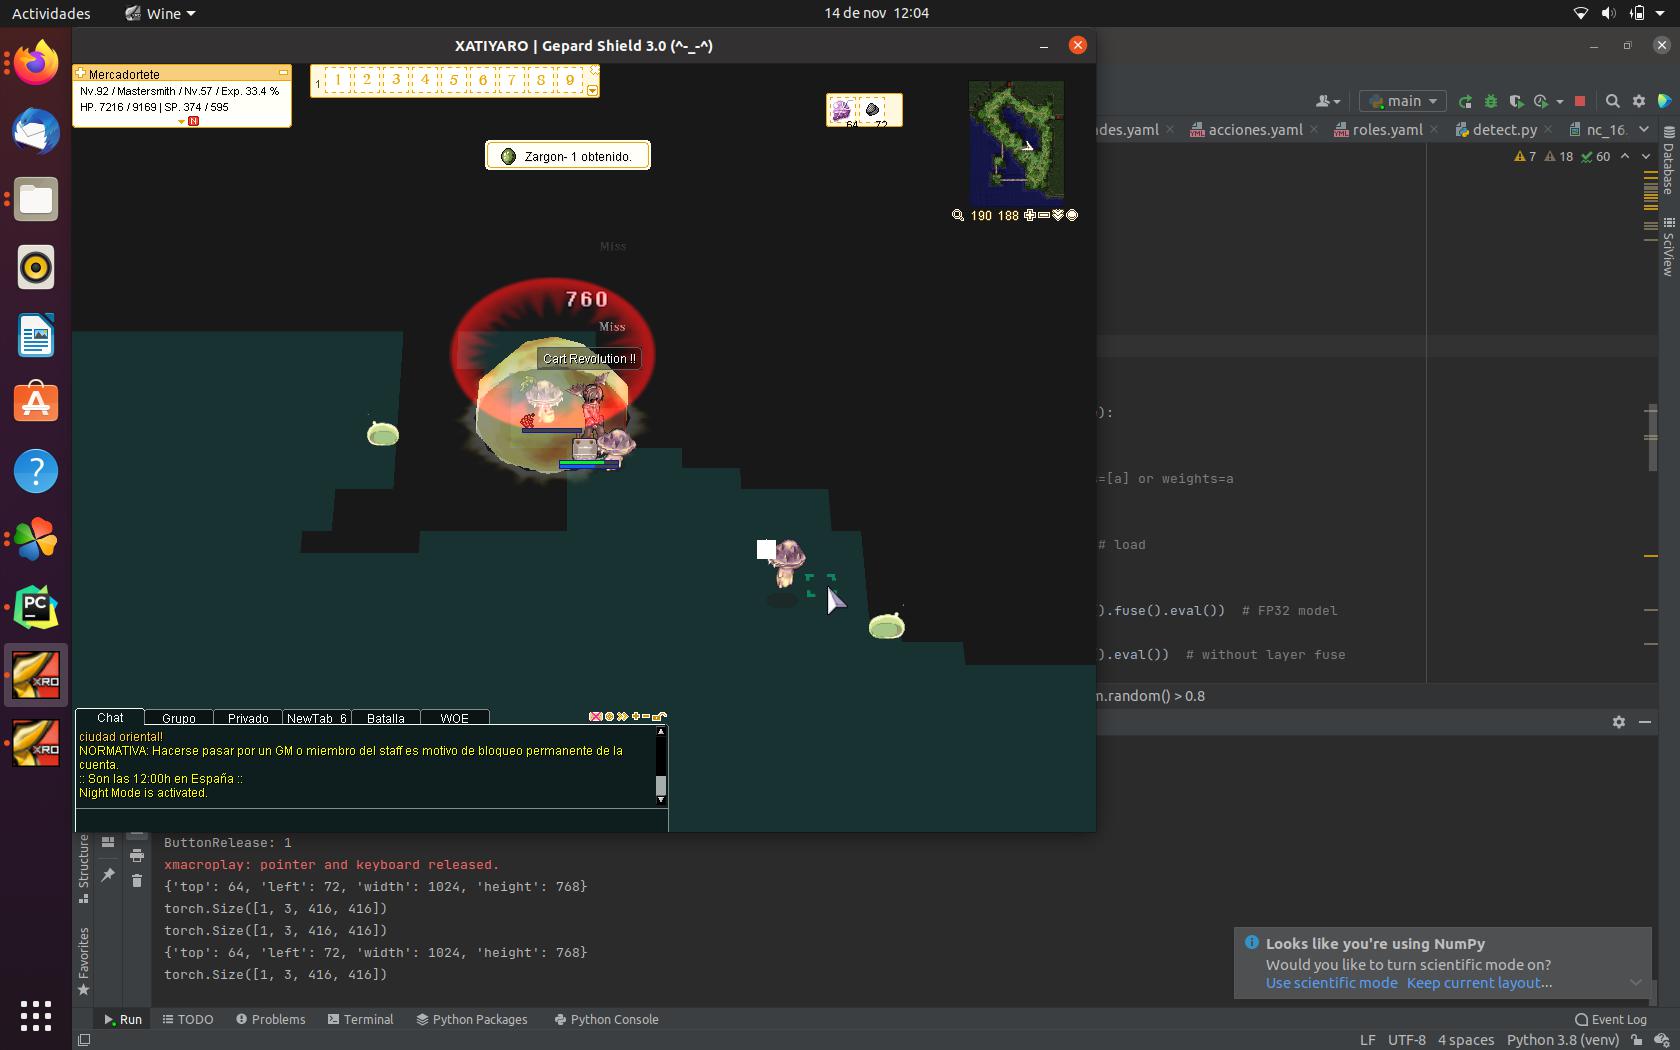 Actividades
Wine
14 de nov 12:04
XATIYARO | Gepard Shield 3.0 (^-_-^)
Mercadortete
Nv.92 / Mastersmith / Nv.57 / Exp. 33.4 %
HP. 7216 / 9169 | SP. 374 / 595
N
1
1 2 3 4 5 6 7 8 9
64 72
Zargon- 1 obtenido.
190 188
Miss
760
Miss
Cart Revolution !!
main
des.yaml
acciones.yaml
roles.yaml
detect.py
nc_16.
7 18 60
Database
SciView
):
=[a] or weights=a
# load
).fuse().eval()) # FP32 model
).eval()) # without layer fuse
m.random() > 0.8
Chat
Grupo
Privado
NewTab_6
Batalla
WOE
ciudad oriental!
NORMATIVA: Hacerse pasar por un GM o miembro del staff es motivo de bloqueo permanente de la
cuenta.
:: Son las 12:00h en España ::
Night Mode is activated.
PC
XRO
XRO
Structure
Favorites
ButtonRelease: 1
xmacroplay: pointer and keyboard released.
{'top': 64, 'left': 72, 'width': 1024, 'height': 768}
torch.Size([1, 3, 416, 416])
torch.Size([1, 3, 416, 416])
{'top': 64, 'left': 72, 'width': 1024, 'height': 768}
torch.Size([1, 3, 416, 416])
Looks like you're using NumPy
Would you like to turn scientific mode on?
Use scientific mode Keep current layout...
Run
TODO
Problems
Terminal
Python Packages
Python Console
Event Log
LF UTF-8 4 spaces Python 3.8 (venv)